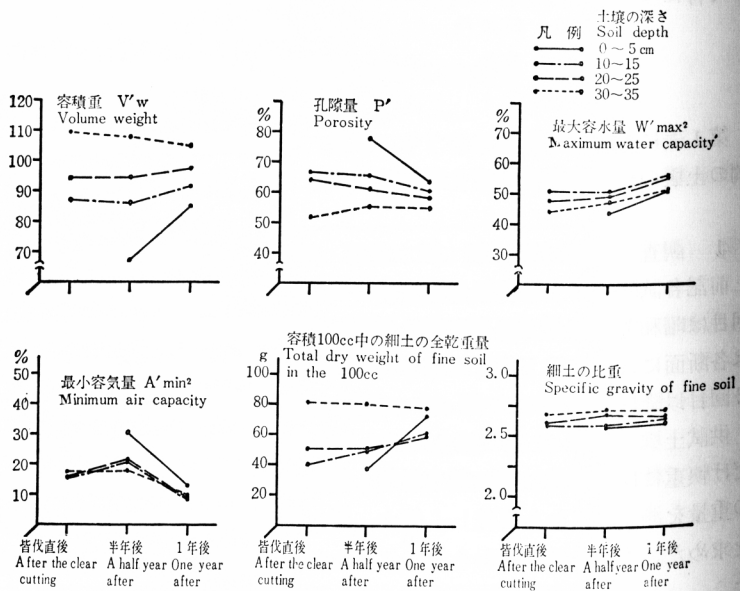 土壌の深さ
凡 例 Soil depth
0～5cm
10～15
20～25
30～35
容積重 V'w
Volume weight
120
110
100
90
80
70
孔隙量 P'
Porosity
%
80
70
60
50
40
最大容水量 W'max²
Maximum water capacity
%
70
60
50
40
30
最小容気量 A'min²
Minimum air capacity
%
50
40
30
20
10
皆伐直後
After the clear
cutting
半年後
A half year
after
1年後
One year
after
容積100cc中の細土の全乾重量
Total dry weight of fine soil
in the 100cc
g
100
80
60
40
20
皆伐直後
After the clear
cutting
半年後
A half year
after
1年後
One year
after
細土の比重
Specific gravity of fine soil
3.0
2.5
2.0
皆伐直後
After the clear
cutting
半年後
A half year
after
1年後
One year
after